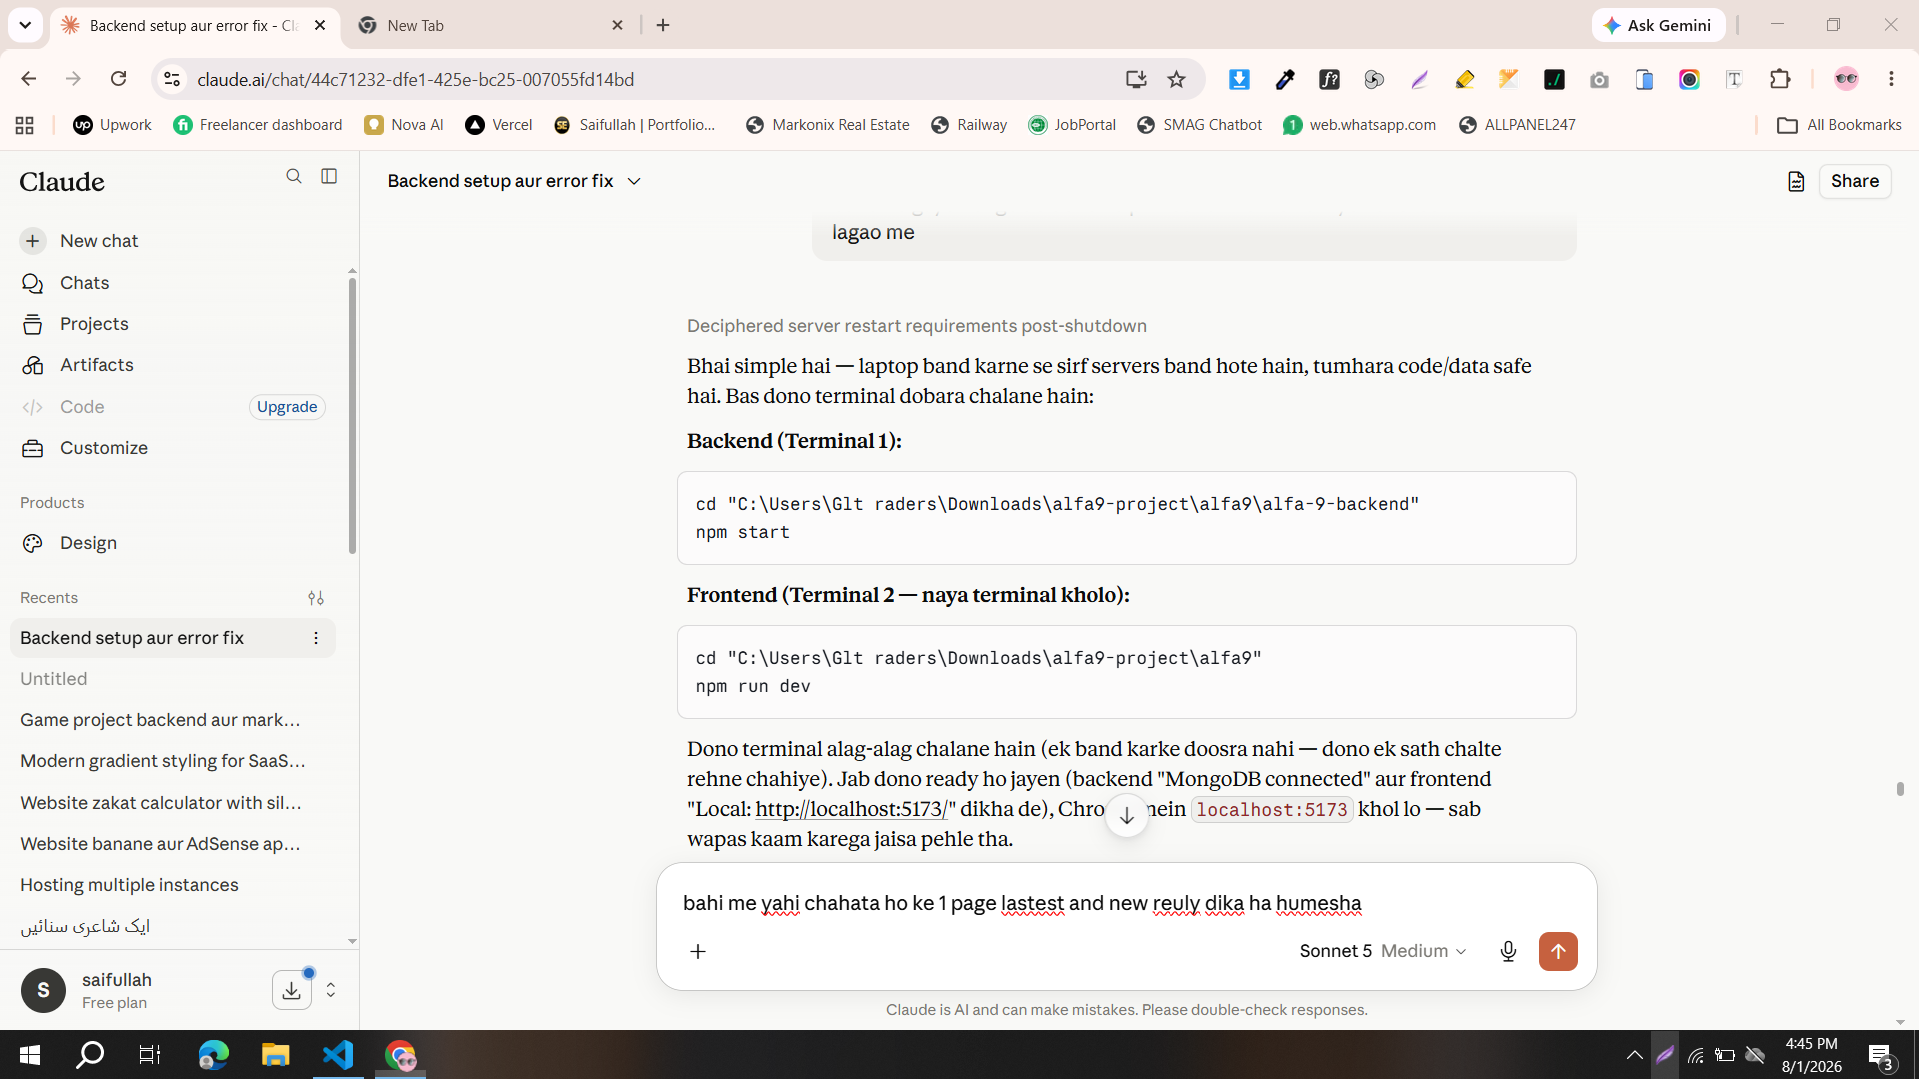 Backend setup aur error fix - Cl
New Tab
Ask Gemini
claude.ai/chat/44c71232-dfe1-425e-bc25-007055fd14bd
Upwork
Freelancer dashboard
Nova AI
Vercel
Saifullah | Portfolio...
Markonix Real Estate
Railway
JobPortal
SMAG Chatbot
web.whatsapp.com
ALLPANEL247
All Bookmarks
Claude
New chat
Chats
Projects
Artifacts
Code
Upgrade
Customize
Products
Design
Recents
Backend setup aur error fix
Untitled
Game project backend aur mark...
Modern gradient styling for SaaS...
Website zakat calculator with sil...
Website banane aur AdSense ap...
Hosting multiple instances
ایک شاعری سنائیں
S
saifullah
Free plan
Backend setup aur error fix
Share
lagao me
Deciphered server restart requirements post-shutdown
Bhai simple hai — laptop band karne se sirf servers band hote hain, tumhara code/data safe
hai. Bas dono terminal dobara chalane hain:
Backend (Terminal 1):
cd "C:\Users\Glt raders\Downloads\alfa9-project\alfa9\alfa-9-backend"
npm start
Frontend (Terminal 2 — naya terminal kholo):
cd "C:\Users\Glt raders\Downloads\alfa9-project\alfa9"
npm run dev
Dono terminal alag-alag chalane hain (ek band karke doosra nahi — dono ek sath chalte
rehne chahiye). Jab dono ready ho jayen (backend "MongoDB connected" aur frontend
"Local: http://localhost:5173/" dikha de), Chro nein localhost:5173 khol lo — sab
wapas kaam karega jaisa pehle tha.
bahi me yahi chahata ho ke 1 page lastest and new reuly dika ha humesha
Sonnet 5 Medium
Claude is AI and can make mistakes. Please double-check responses.
4:45 PM
8/1/2026
3